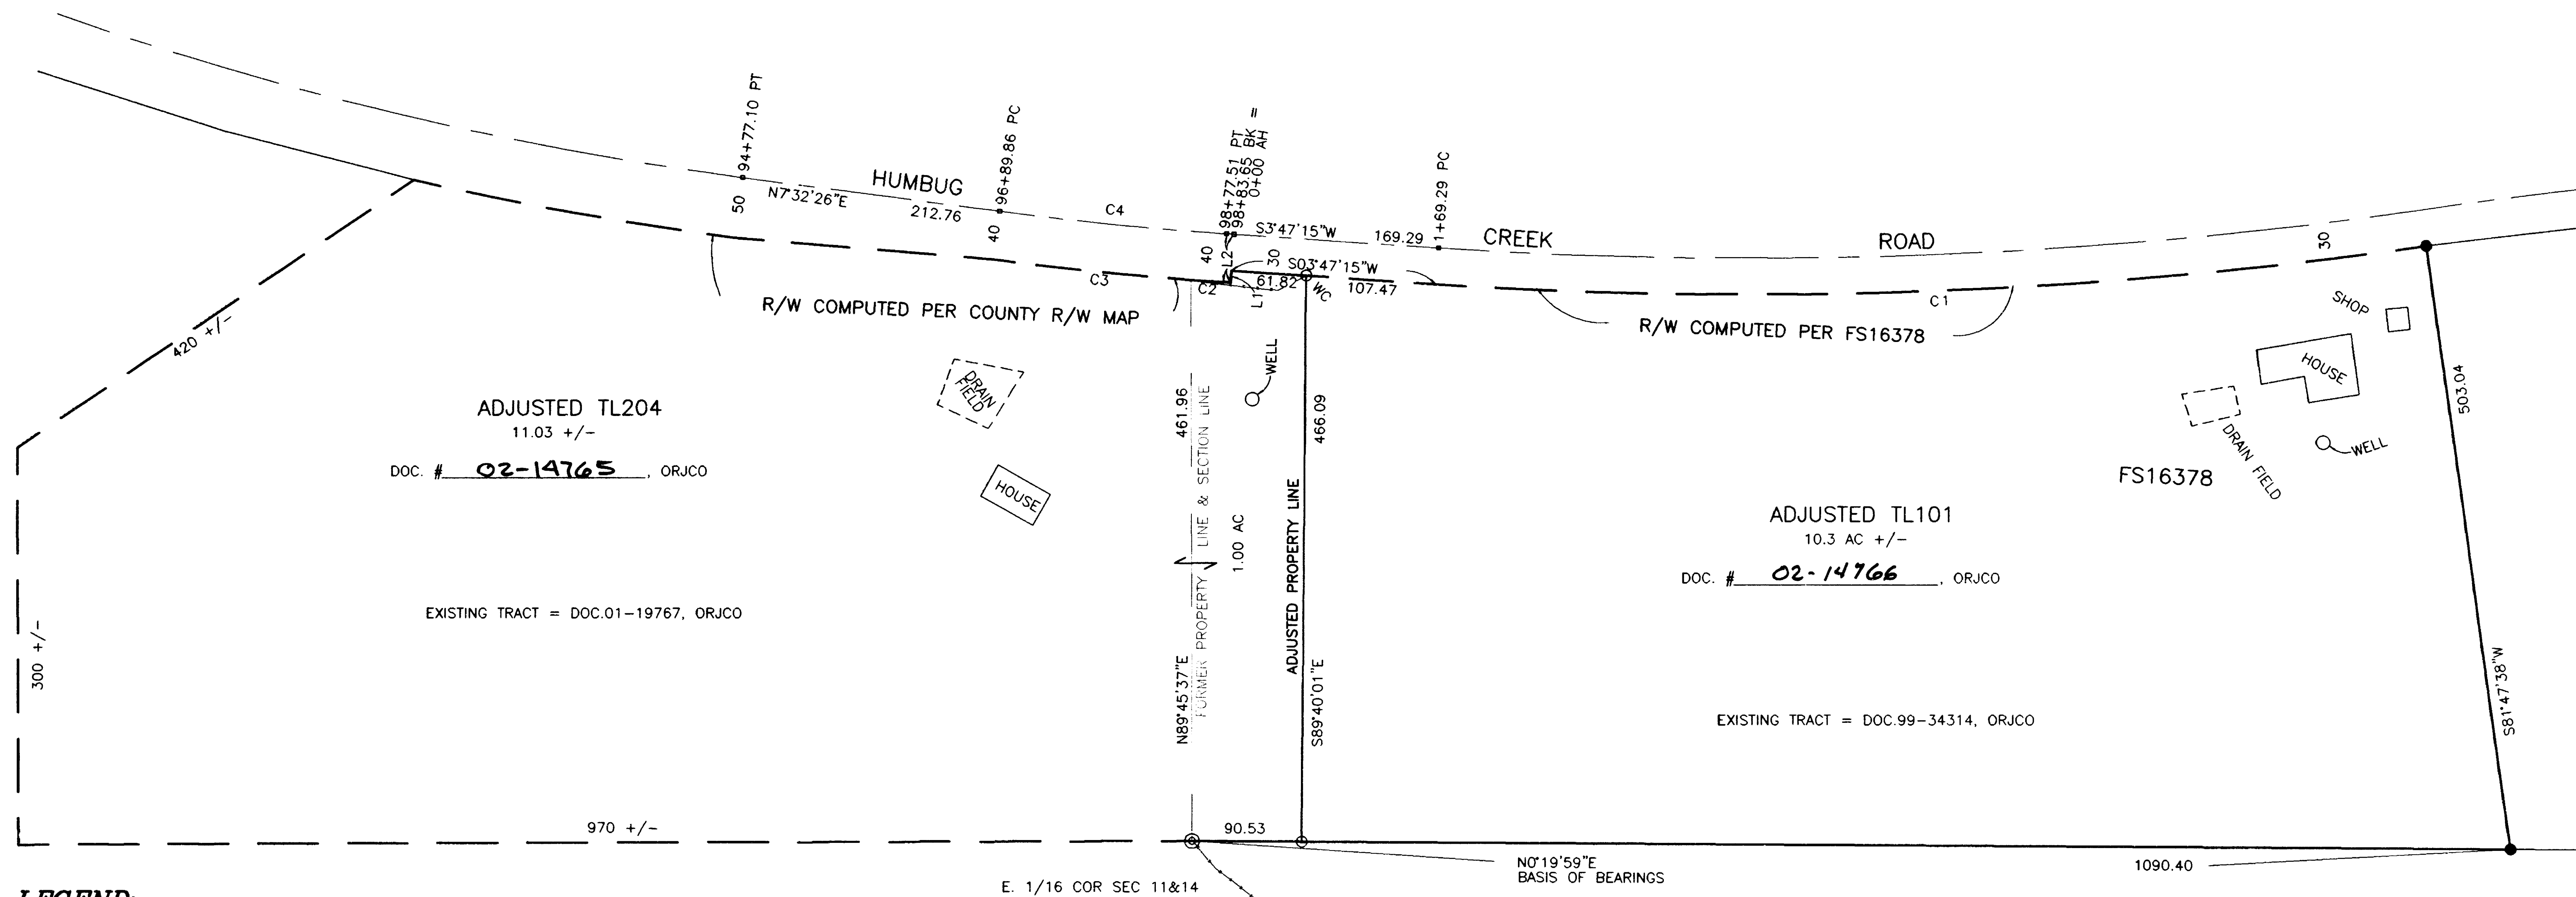 94+77.10 PT
96+89.86 PC
98+77.51 PT
98+83.65 BK =
0+00 AH
1+69.29 PC
HUMBUG
CREEK
ROAD
N7°32'26"E
212.76
C4
S3°47'15"W
169.29
50
40
40
L2
30
30
S03°47'15"W
61.82
107.47
WC
C3
C2
L1
C1
R/W COMPUTED PER COUNTY R/W MAP
R/W COMPUTED PER FS16378
420 +/-
DRAIN
FIELD
WELL
SHOP
HOUSE
DRAIN FIELD
WELL
503.04
ADJUSTED TL204
11.03 +/-
DOC. # 02-14765, ORJCO
HOUSE
461.96
FORMER PROPERTY LINE & SECTION LINE
N89°45'37"E
1.00 AC
ADJUSTED PROPERTY LINE
466.09
S89°40'01"E
FS16378
ADJUSTED TL101
10.3 AC +/-
DOC. # 02-14766, ORJCO
EXISTING TRACT = DOC.01-19767, ORJCO
EXISTING TRACT = DOC.99-34314, ORJCO
300 +/-
S81°47'38"W
970 +/-
90.53
N0°19'59"E
BASIS OF BEARINGS
1090.40
E. 1/16 COR SEC 11&14
LEGEND: